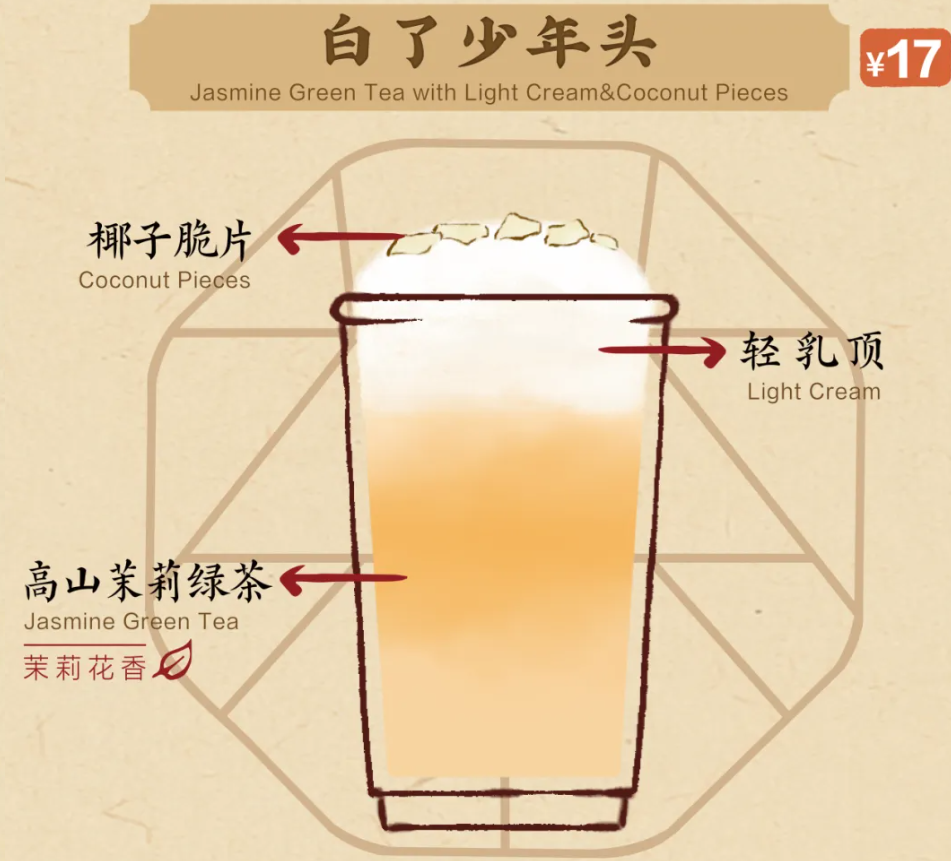 白了少年头
Jasmine Green Tea with Light Cream&Coconut Pieces
¥17
椰子脆片
Coconut Pieces
轻乳顶
Light Cream
高山茉莉绿茶
Jasmine Green Tea
茉莉花香